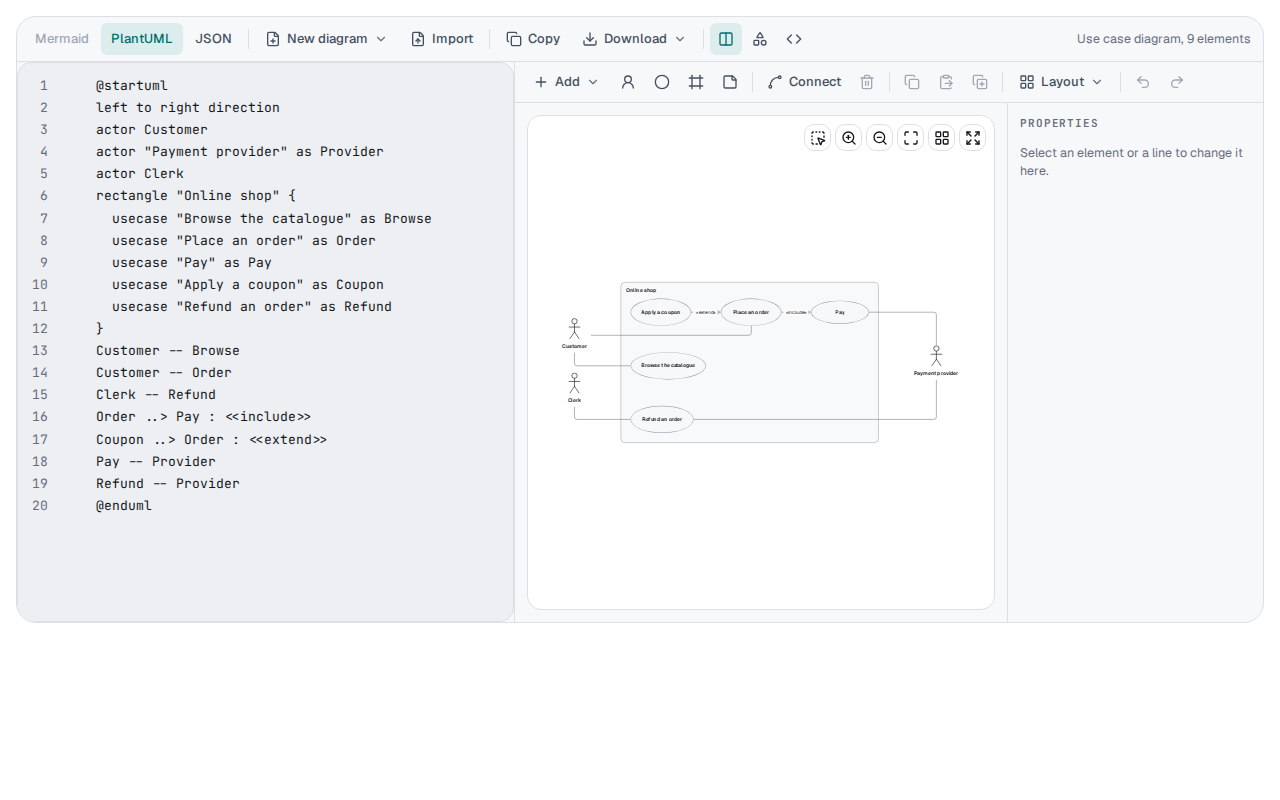 Mermaid PlantUML JSON New diagram Import Copy Download Use case diagram, 9 elements
Add Connect Layout
1 @startuml
2 left to right direction
3 actor Customer
4 actor "Payment provider" as Provider
5 actor Clerk
6 rectangle "Online shop" {
7 usecase "Browse the catalogue" as Browse
8 usecase "Place an order" as Order
9 usecase "Pay" as Pay
10 usecase "Apply a coupon" as Coupon
11 usecase "Refund an order" as Refund
12 }
13 Customer -- Browse
14 Customer -- Order
15 Clerk -- Refund
16 Order ..> Pay : <<include>>
17 Coupon ..> Order : <<extend>>
18 Pay -- Provider
19 Refund -- Provider
20 @enduml
Online shop
Apply a coupon «extend» Place an order «include» Pay
Customer
Browse the catalogue
Payment provider
Clerk
Refund an order
PROPERTIES
Select an element or a line to change it
here.